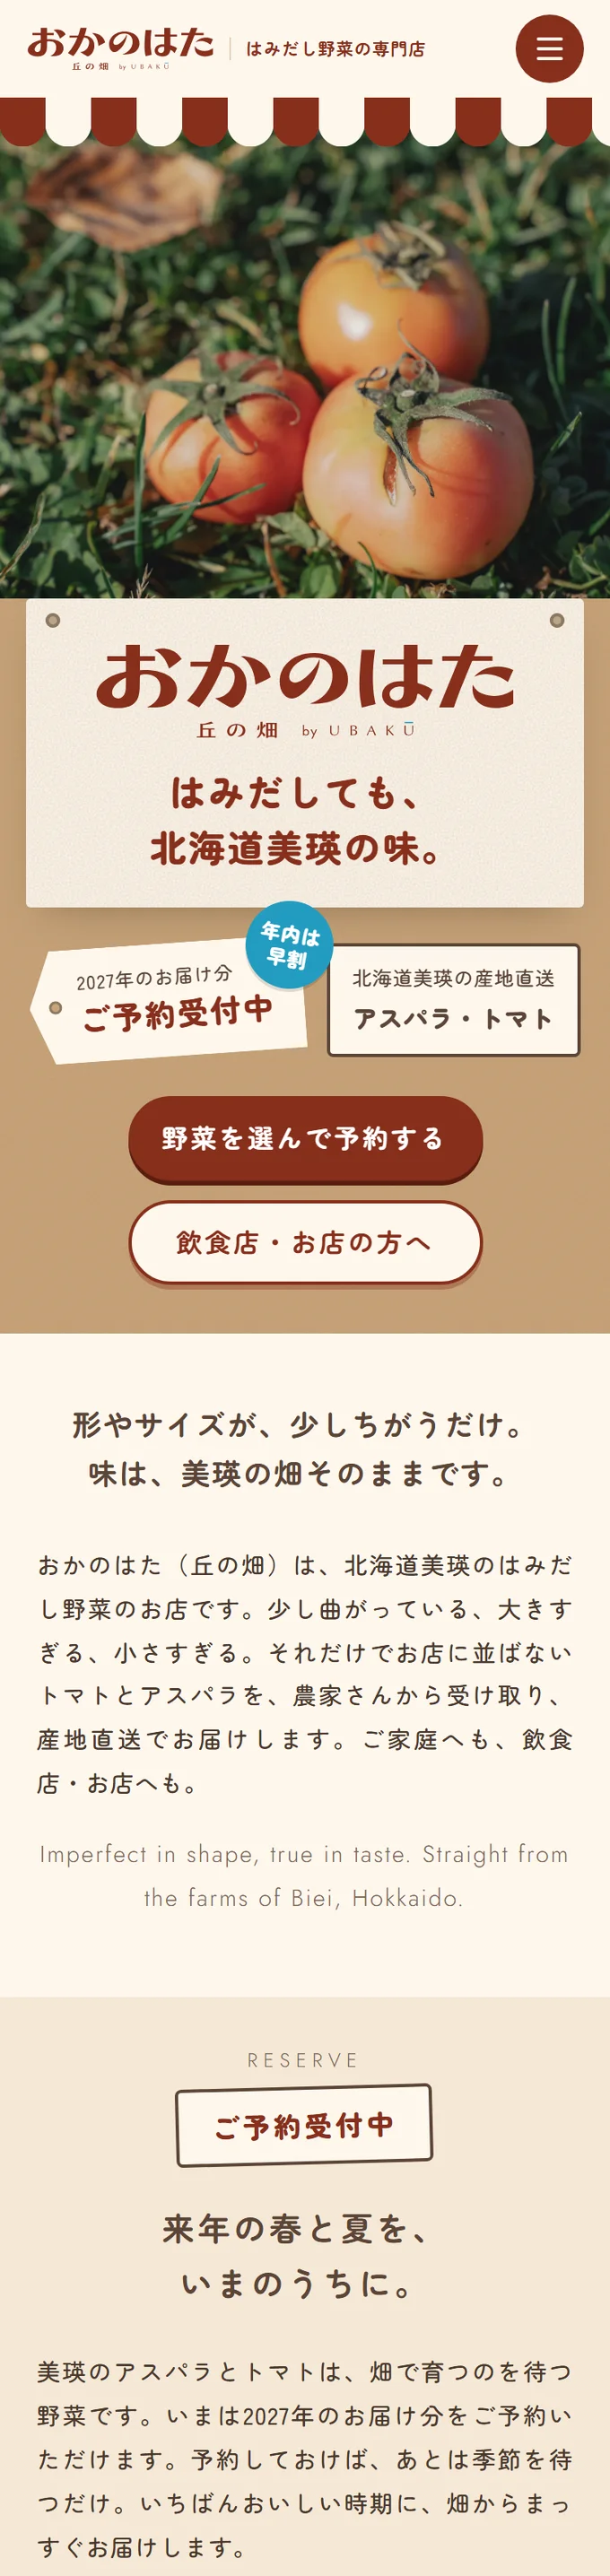 おかのはた
丘の畑 by UBAKŪ
はみだし野菜の専門店
おかのはた
丘の畑 by UBAKŪ
はみだしても、
北海道美瑛の味。
年内は
早割
2027年のお届け分
ご予約受付中
北海道美瑛の産地直送
アスパラ・トマト
野菜を選んで予約する
飲食店・お店の方へ
形やサイズが、少しちがうだけ。
味は、美瑛の畑そのままです。
おかのはた（丘の畑）は、北海道美瑛のはみだ
し野菜のお店です。少し曲がっている、大きす
ぎる、小さすぎる。それだけでお店に並ばない
トマトとアスパラを、農家さんから受け取り、
産地直送でお届けします。ご家庭へも、飲食
店・お店へも。
Imperfect in shape, true in taste. Straight from
the farms of Biei, Hokkaido.
RESERVE
ご予約受付中
来年の春と夏を、
いまのうちに。
美瑛のアスパラとトマトは、畑で育つのを待つ
野菜です。いまは2027年のお届け分をご予約い
ただけます。予約しておけば、あとは季節を待
つだけ。いちばんおいしい時期に、畑からまっ
すぐお届けします。